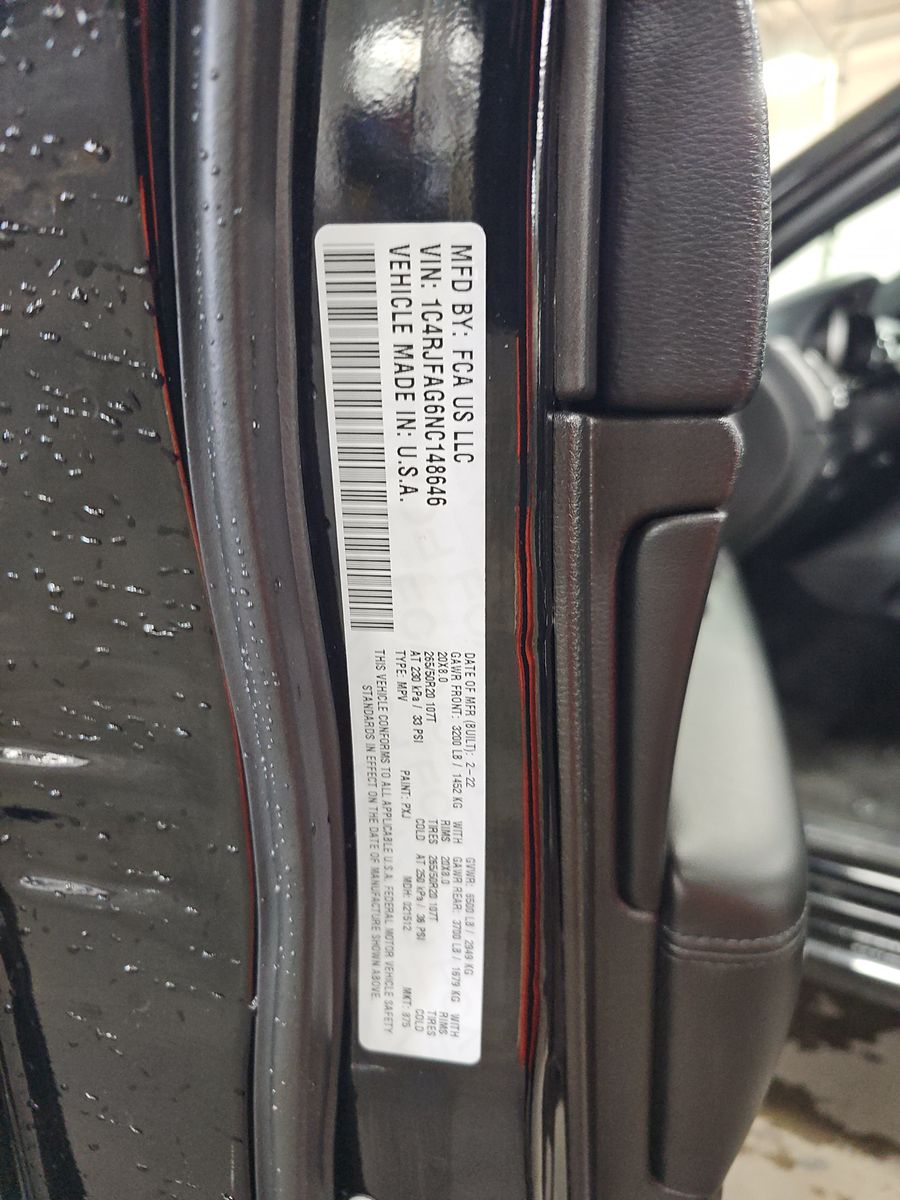 MFD BY: FCA US LLC
VIN: 1C4RJFAG6NC148646
VEHICLE MADE IN: U.S.A.
DATE OF MFR (BUILT): 2-22 GVWR: 6500 LB / 2949 KG
GAWR FRONT: 3200 LB / 1452 KG WITH GAWR REAR: 3700 LB / 1679 KG WITH
20X8.0 RIMS 20X8.0 RIMS
265/50R20 107T TIRES 265/50R20 107T TIRES
AT 230 kPa / 33 PSI COLD AT 250 kPa / 36 PSI COLD
TYPE: MPV PAINT: PXJ MDH: 021512 MKT: 875
THIS VEHICLE CONFORMS TO ALL APPLICABLE U.S.A. FEDERAL MOTOR VEHICLE SAFETY
STANDARDS IN EFFECT ON THE DATE OF MANUFACTURE SHOWN ABOVE.